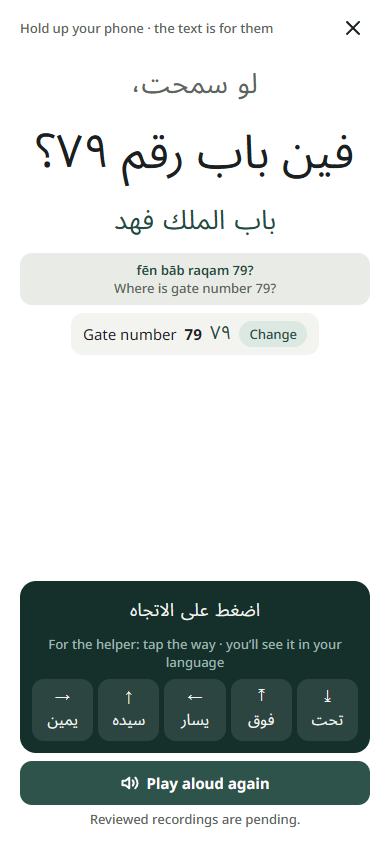 Hold up your phone · the text is for them
لو سمحت،
فين باب رقم ٧٩؟
باب الملك فهد
fēn bāb raqam 79?
Where is gate number 79?
Gate number 79 ٧٩ Change
اضغط على الاتجاه
For the helper: tap the way · you’ll see it in your
language
→ ↑ ← ⤒ ⤓
يمين سيده يسار فوق تحت
Play aloud again
Reviewed recordings are pending.